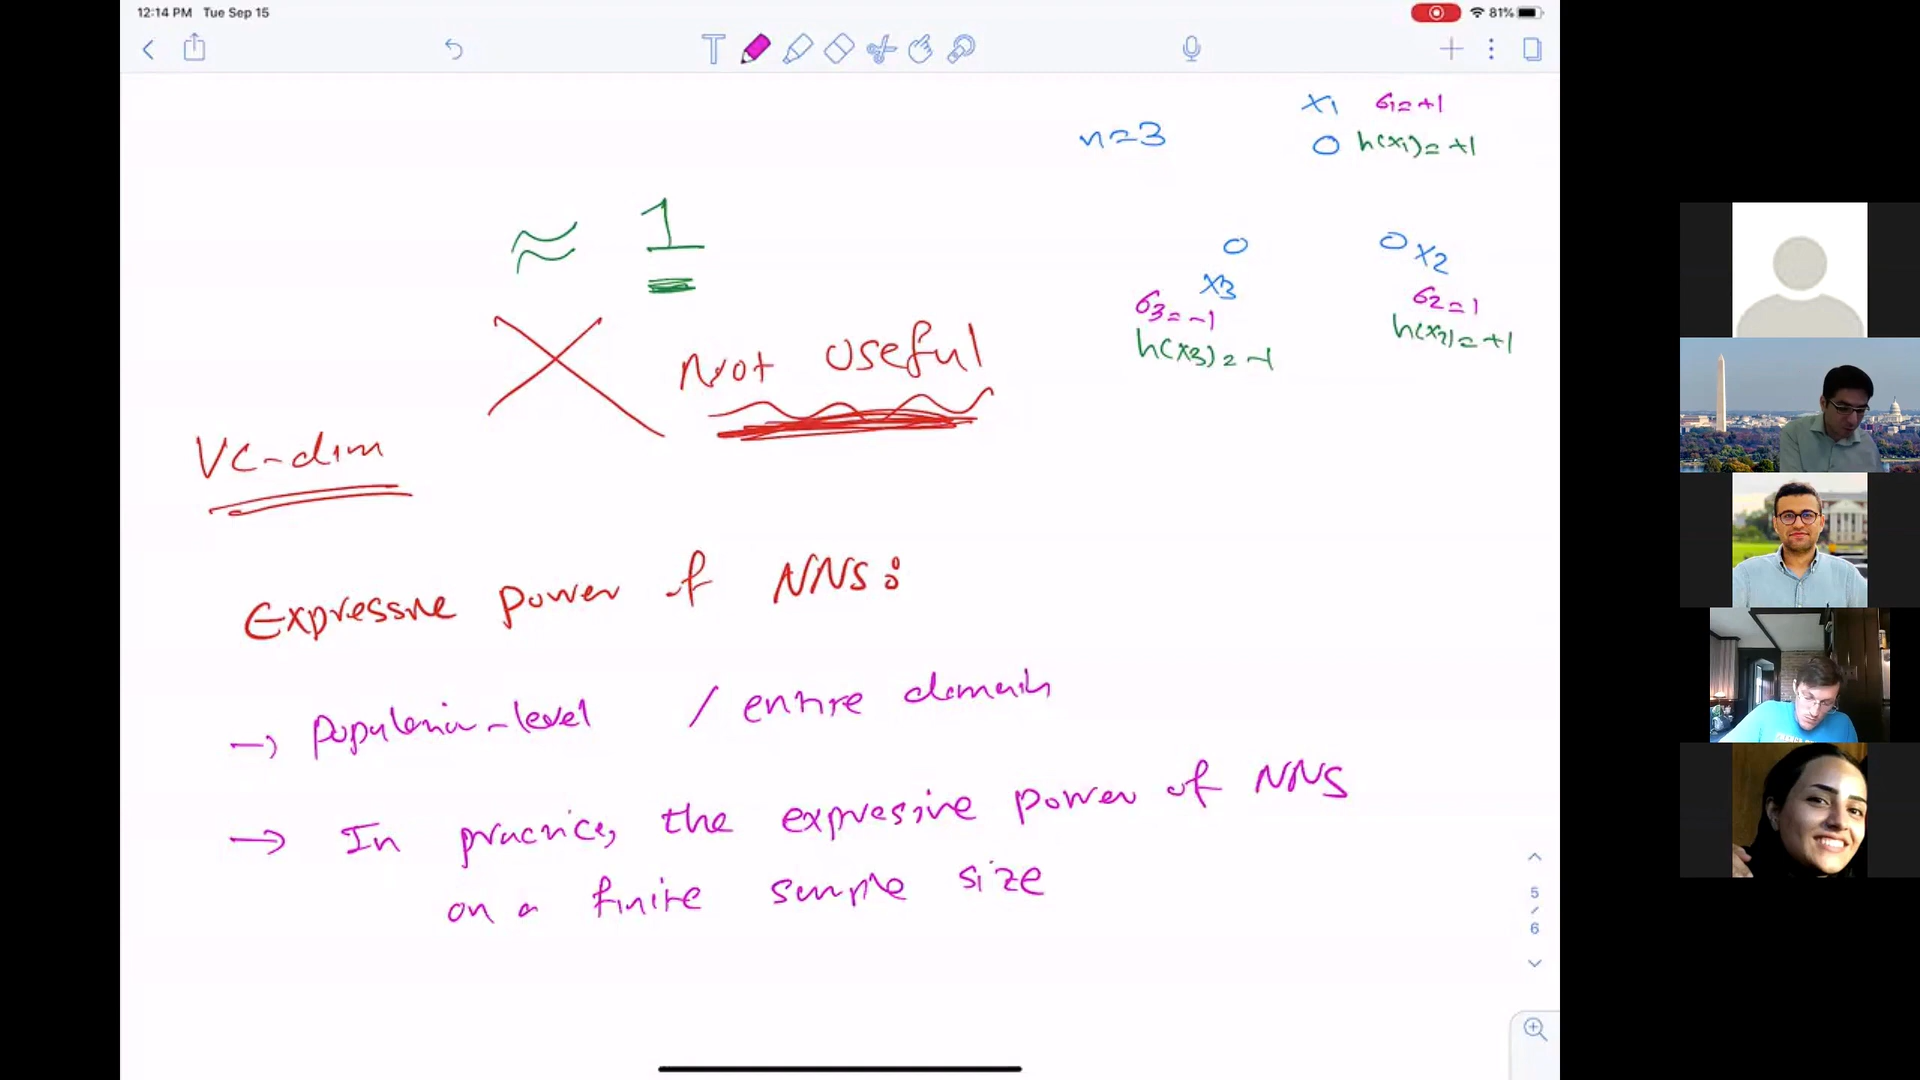 12:14 PM Tue Sep 15
81%
x1 σ1=+1
n=3
h(x1)=+1
≈ 1
x2
x3
σ3=-1
σ2=1
h(x2)=+1
h(x3)=-1
Not useful
VC-dim
Expressive power of NNs:
→ population-level / entire domain
→ In practice, the expressive power of NNs
on a finite sample size
5
/
6